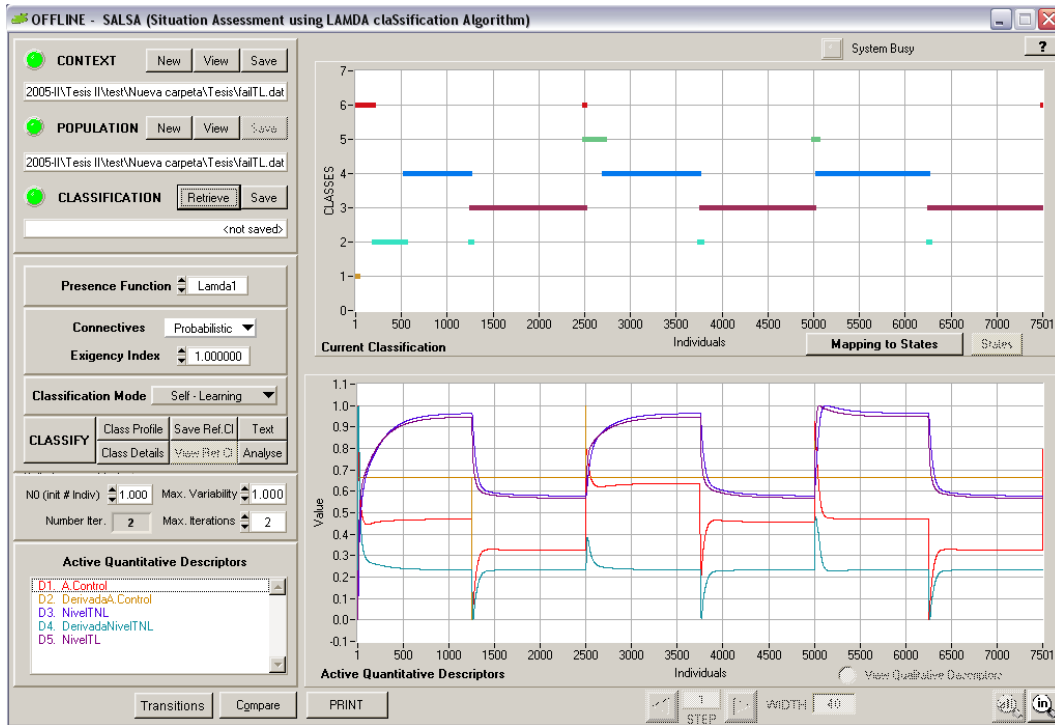 OFFLINE - SALSA (Situation Assessment using LAMDA claSsification Algorithm)
CONTEXT New View Save
2005-II\Tesis II\test\Nueva carpeta\Tesis\failTL.dat
POPULATION New View Save
2005-II\Tesis II\test\Nueva carpeta\Tesis\failTL.dat
CLASSIFICATION Retrieve Save
<not saved>
Presence Function Lamda1
Connectives Probabilistic
Exigency Index 1.000000
Classification Mode Self - Learning
CLASSIFY
Class Profile Save Ref.Cl Text
Class Details View Ref Cl Analyse
N0 (init # Indiv) 1.000 Max. Variability 1.000
Number Iter. 2 Max. Iterations 2
Active Quantitative Descriptors
D1. A.Control
D2. DerivadaA.Control
D3. NivelTNL
D4. DerivadaNivelTNL
D5. NivelTL
Transitions Compare PRINT
System Busy ?
CLASSES
7
6
5
4
3
2
1
0
1 500 1000 1500 2000 2500 3000 3500 4000 4500 5000 5500 6000 6500 7000 7501
Current Classification Individuals Mapping to States States
Value
1.1
1.0
0.9
0.8
0.7
0.6
0.5
0.4
0.3
0.2
0.1
0.0
-0.1
1 500 1000 1500 2000 2500 3000 3500 4000 4500 5000 5500 6000 6500 7000 7501
Active Quantitative Descriptors Individuals View Qualitative Descriptors
1
STEP
WIDTH 40
all in